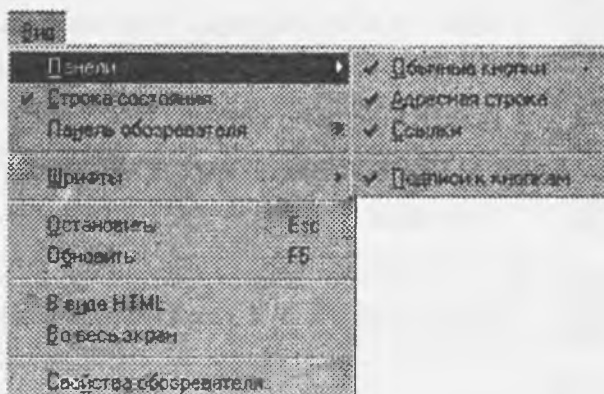 Вид
Панели
Строка состояния
Панель обозревателя
Шрифты
Остановить Esc
Обновить F5
В виде HTML
Во весь экран
Свойства обозревателя
Обычные кнопки
Адресная строка
Ссылки
Подписи к кнопкам